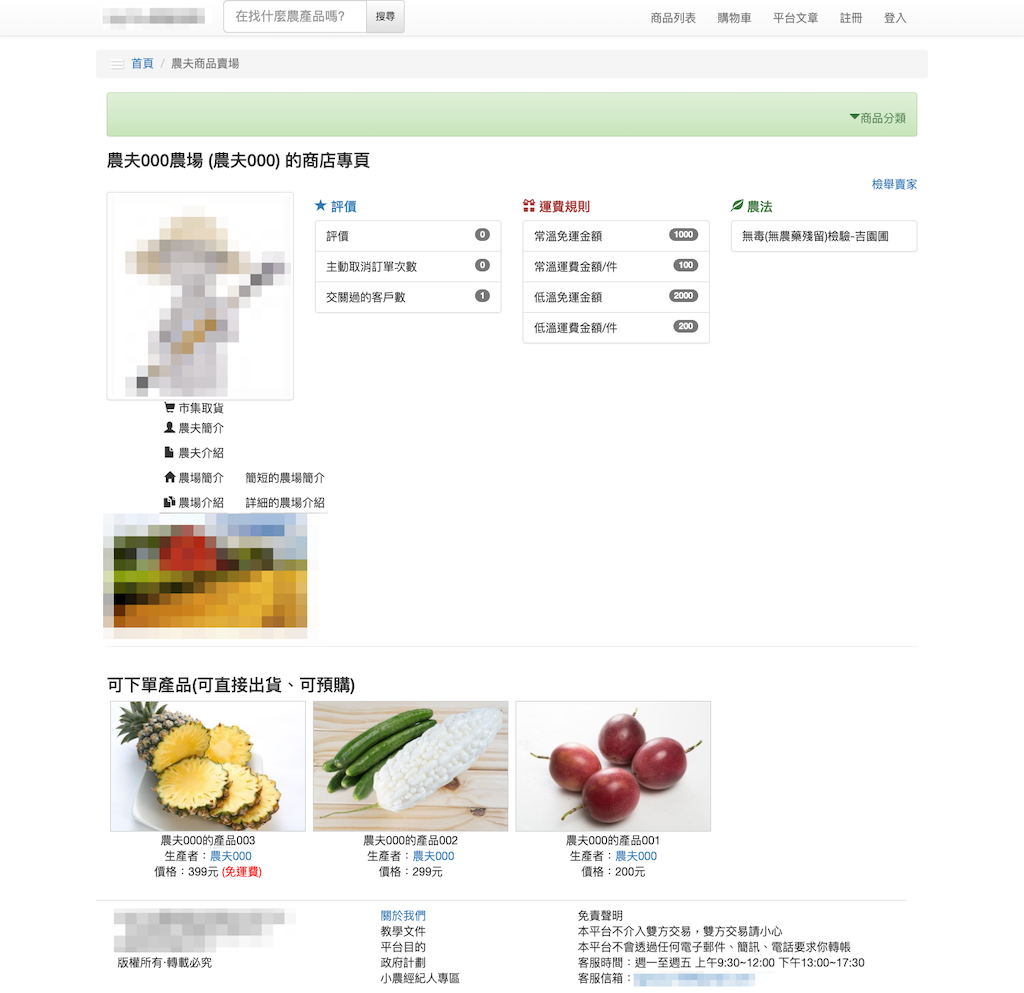 在找什麼農產品嗎?
搜尋
商品列表 購物車 平台文章 註冊 登入
首頁 / 農夫商品賣場
商品分類
農夫000農場 (農夫000) 的商店專頁
檢舉賣家
評價
評價 0
主動取消訂單次數 0
交關過的客戶數 1
運費規則
常溫免運金額 1000
常溫運費金額/件 100
低溫免運金額 2000
低溫運費金額/件 200
農法
無毒(無農藥殘留)檢驗-吉園圃
市集取貨
農夫簡介
農夫介紹
農場簡介 簡短的農場簡介
農場介紹 詳細的農場介紹
可下單產品(可直接出貨、可預購)
農夫000的產品003
生產者：農夫000
價格：399元 (免運費)
農夫000的產品002
生產者：農夫000
價格：299元
農夫000的產品001
生產者：農夫000
價格：200元
版權所有‧轉載必究
關於我們
教學文件
平台目的
政府計劃
小農經紀人專區
免責聲明
本平台不介入雙方交易，雙方交易請小心
本平台不會透過任何電子郵件、簡訊、電話要求你轉帳
客服時間：週一至週五 上午9:30~12:00 下午13:00~17:30
客服信箱：